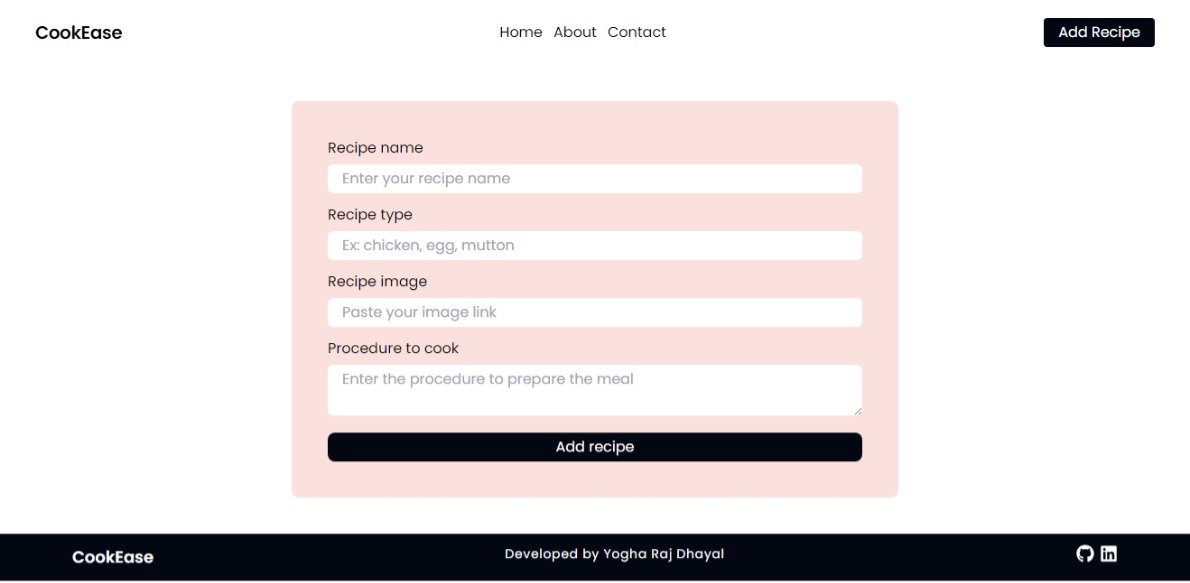 CookEase
Home About Contact
Add Recipe
Recipe name
Enter your recipe name
Recipe type
Ex: chicken, egg, mutton
Recipe image
Paste your image link
Procedure to cook
Enter the procedure to prepare the meal
Add recipe
CookEase
Developed by Yogha Raj Dhayal